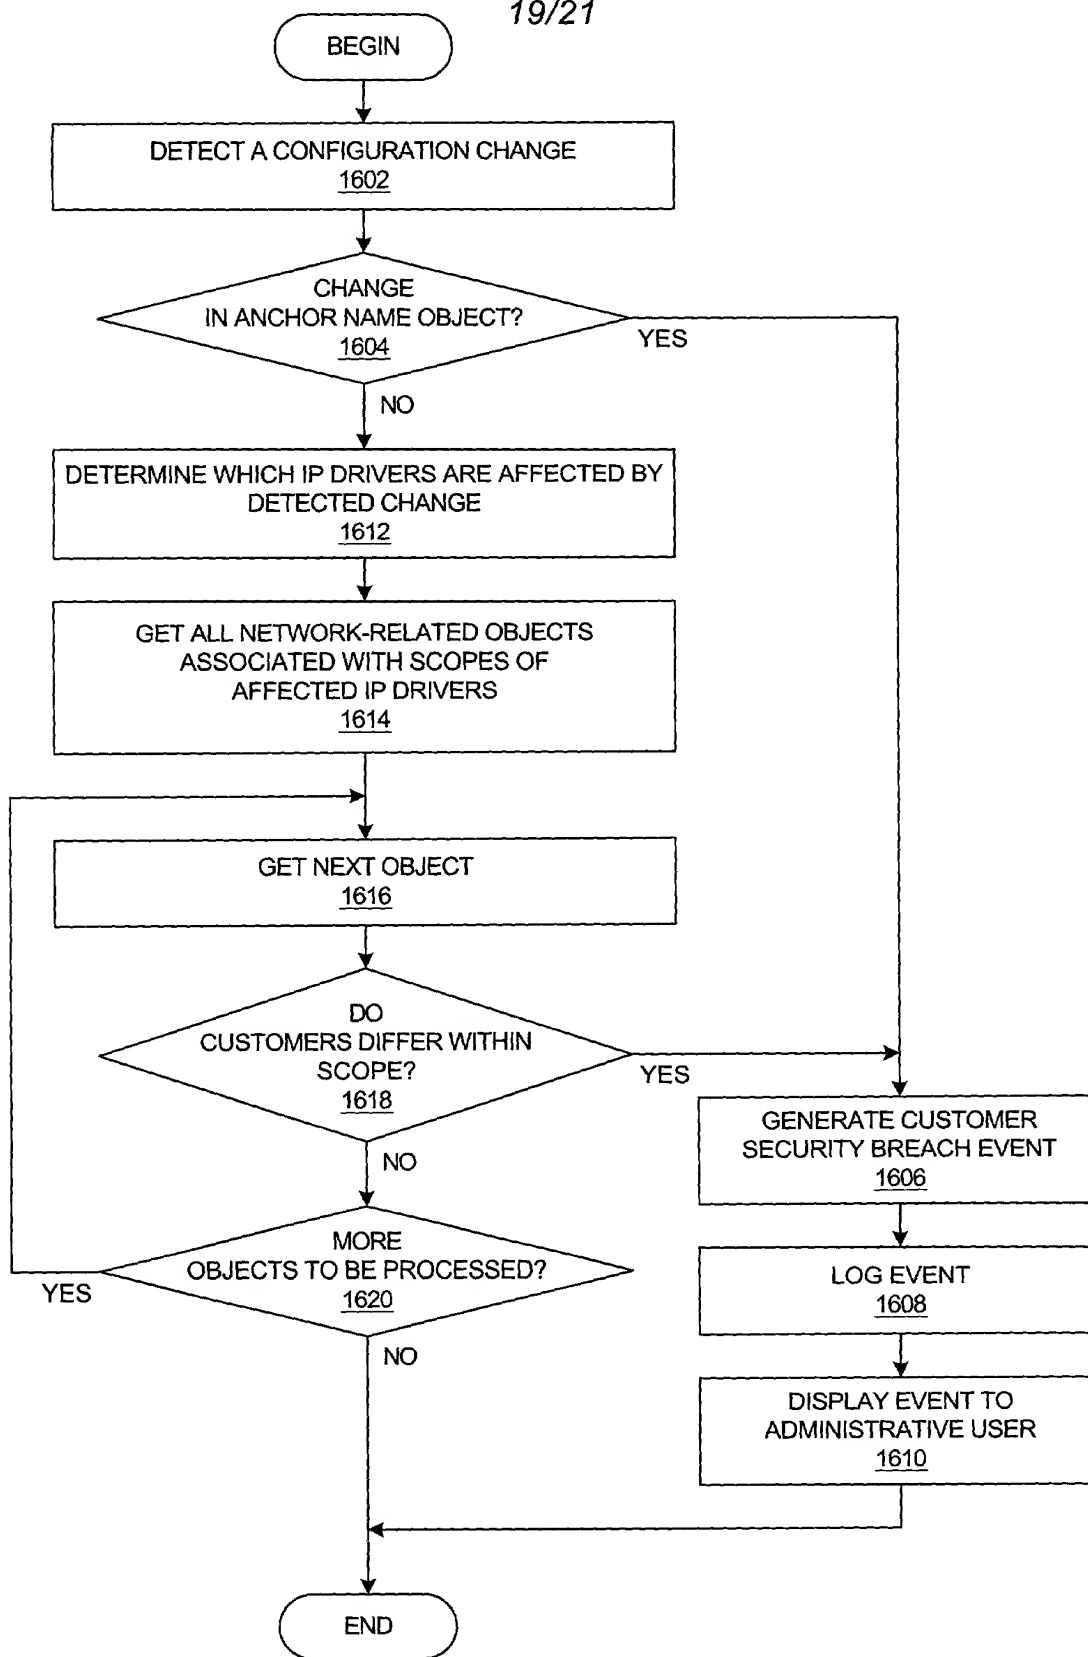 19/21
BEGIN
DETECT A CONFIGURATION CHANGE
1602
CHANGE
IN ANCHOR NAME OBJECT?
1604
YES
NO
DETERMINE WHICH IP DRIVERS ARE AFFECTED BY
DETECTED CHANGE
1612
GET ALL NETWORK-RELATED OBJECTS
ASSOCIATED WITH SCOPES OF
AFFECTED IP DRIVERS
1614
GET NEXT OBJECT
1616
DO
CUSTOMERS DIFFER WITHIN
SCOPE?
1618
YES
NO
GENERATE CUSTOMER
SECURITY BREACH EVENT
1606
MORE
OBJECTS TO BE PROCESSED?
1620
YES
NO
LOG EVENT
1608
DISPLAY EVENT TO
ADMINISTRATIVE USER
1610
END